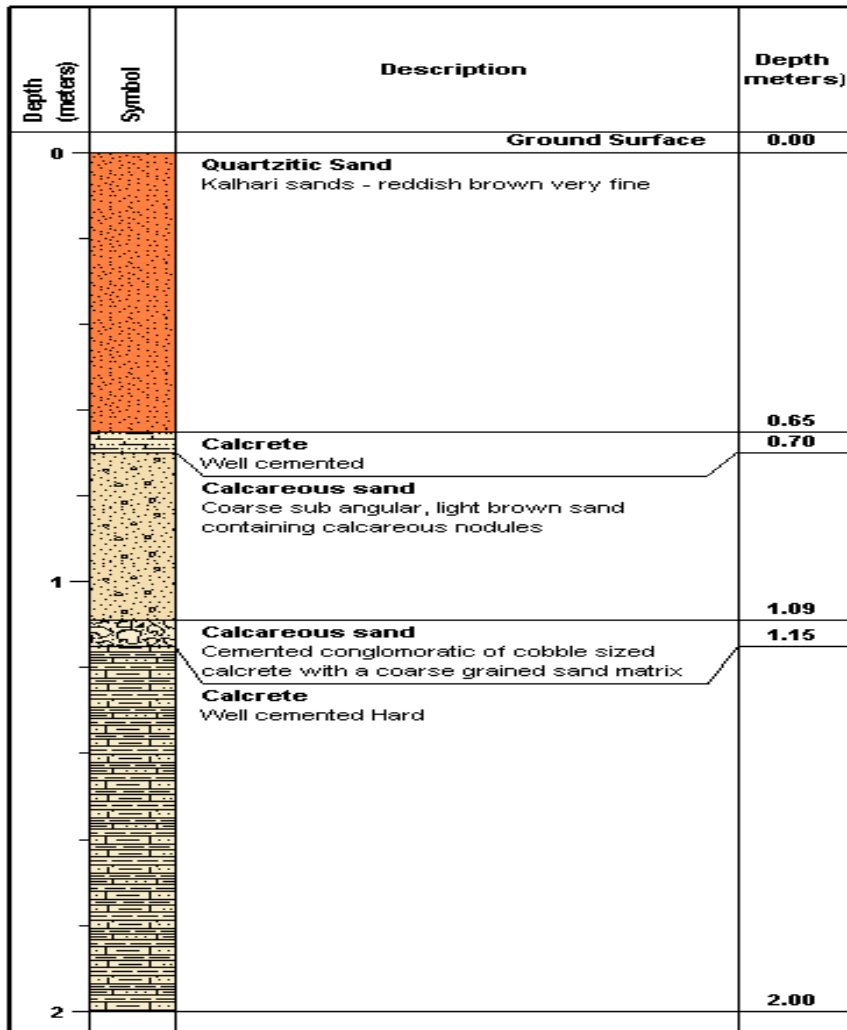 Depth
(meters)
Symbol
Description
Depth
meters)
Ground Surface 0.00
0
Quartzitic Sand
Kalhari sands - reddish brown very fine
0.65
Calcrete 0.70
Well cemented
Calcareous sand
Coarse sub angular, light brown sand
containing calcareous nodules
1
1.09
Calcareous sand 1.15
Cemented conglomoratic of cobble sized
calcrete with a coarse grained sand matrix
Calcrete
Well cemented Hard
2.00
2